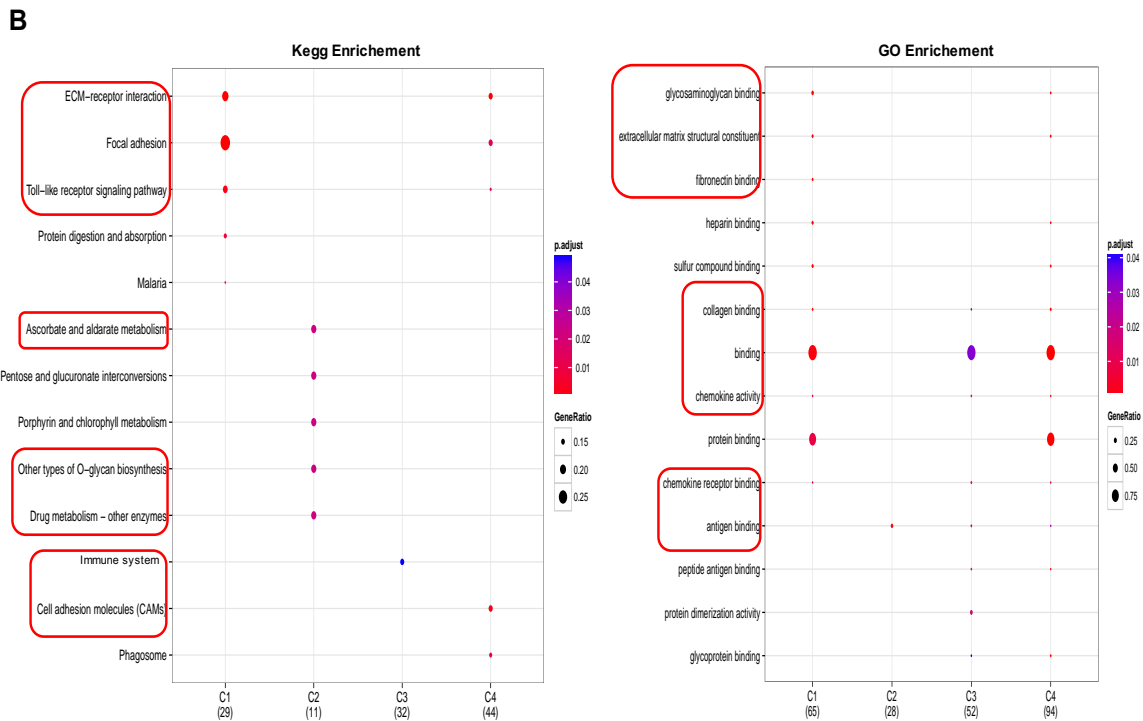 B
Kegg Enrichement
ECM−receptor interaction
Focal adhesion
Toll−like receptor signaling pathway
Protein digestion and absorption
Malaria
Ascorbate and aldarate metabolism
Pentose and glucuronate interconversions
Porphyrin and chlorophyll metabolism
Other types of O−glycan biosynthesis
Drug metabolism − other enzymes
Immune system
Cell adhesion molecules (CAMs)
Phagosome
C1 C2 C3 C4
(29) (11) (32) (44)
p.adjust
0.04
0.03
0.02
0.01
GeneRatio
0.15
0.20
0.25
GO Enrichement
glycosaminoglycan binding
extracellular matrix structural constituent
fibronectin binding
heparin binding
sulfur compound binding
collagen binding
binding
chemokine activity
protein binding
chemokine receptor binding
antigen binding
peptide antigen binding
protein dimerization activity
glycoprotein binding
C1 C2 C3 C4
(65) (28) (52) (94)
p.adjust
0.04
0.03
0.02
0.01
GeneRatio
0.25
0.50
0.75